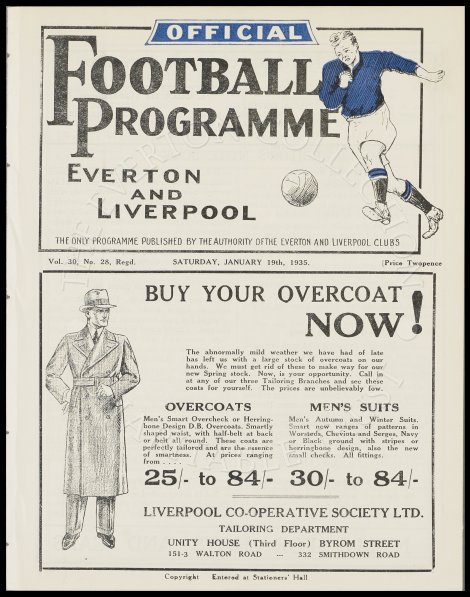 OFFICIAL
FOOTBALL
PROGRAMME
EVERTON
AND
LIVERPOOL
THE ONLY PROGRAMME PUBLISHED BY THE AUTHORITY OF THE EVERTON AND LIVERPOOL CLUBS
Vol. 30, No. 28, Regd. SATURDAY, JANUARY 19th, 1935. (Price Twopence
BUY YOUR OVERCOAT
NOW!
The abnormally mild weather we have had of late
has left us with a large stock of overcoats on our
hands. We must get rid of these to make way for our
new Spring stock. Now, is your opportunity. Call in
at any of our three Tailoring Branches and see these
coats for yourself. The prices are unbelievably low.
OVERCOATS
Men's Smart Overcheck or Herring-
bone Design D.B. Overcoats. Smartly
shaped waist, with half-belt at back
or belt all round. These coats are
perfectly tailored and are the essence
of smartness. At prices ranging
from ....
25/- to 84/-
MEN'S SUITS
Men's Autumn and Winter Suits.
Smart new ranges of patterns in
Worsteds, Cheviots and Serges, Navy
or Black ground with stripes or
herringbone design, also the new
small checks. All fittings.
30/- to 84/-
LIVERPOOL CO-OPERATIVE SOCIETY LTD.
TAILORING DEPARTMENT
UNITY HOUSE (Third Floor) BYROM STREET
151-3 WALTON ROAD ... 332 SMITHDOWN ROAD
Copyright Entered at Stationers' Hall